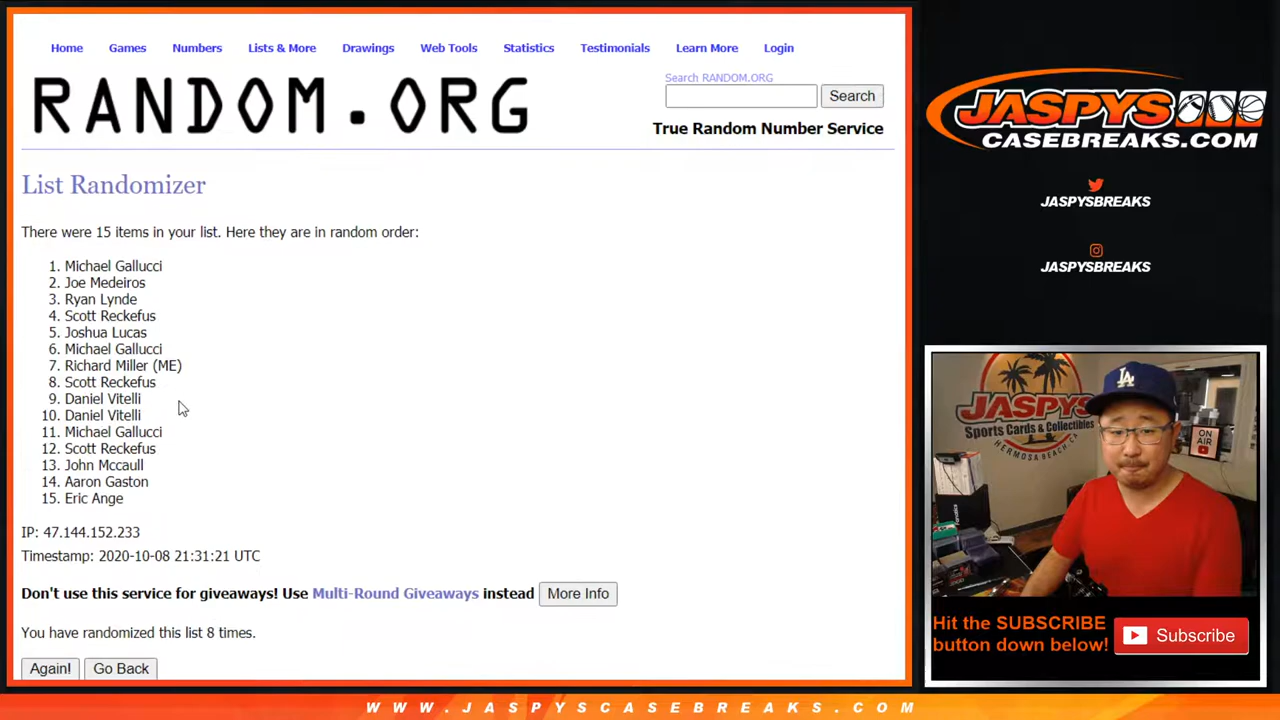 Home Games Numbers Lists & More Drawings Web Tools Statistics Testimonials Learn More Login
RANDOM.ORG
Search RANDOM.ORG
Search
True Random Number Service
List Randomizer
There were 15 items in your list. Here they are in random order:
1. Michael Gallucci
2. Joe Medeiros
3. Ryan Lynde
4. Scott Reckefus
5. Joshua Lucas
6. Michael Gallucci
7. Richard Miller (ME)
8. Scott Reckefus
9. Daniel Vitelli
10. Daniel Vitelli
11. Michael Gallucci
12. Scott Reckefus
13. John Mccaull
14. Aaron Gaston
15. Eric Ange
IP: 47.144.152.233
Timestamp: 2020-10-08 21:31:21 UTC
Don't use this service for giveaways! Use Multi-Round Giveaways instead More Info
You have randomized this list 8 times.
Again! Go Back
JASPYS
CASEBREAKS.COM
JASPYSBREAKS
JASPYSBREAKS
JASPYS
Sports Cards & Collectibles
HERMOSA BEACH, CA
LA
ON
AIR
Fanatics
Hit the SUBSCRIBE
button down below!
Subscribe
WWW.JASPYSCASEBREAKS.COM